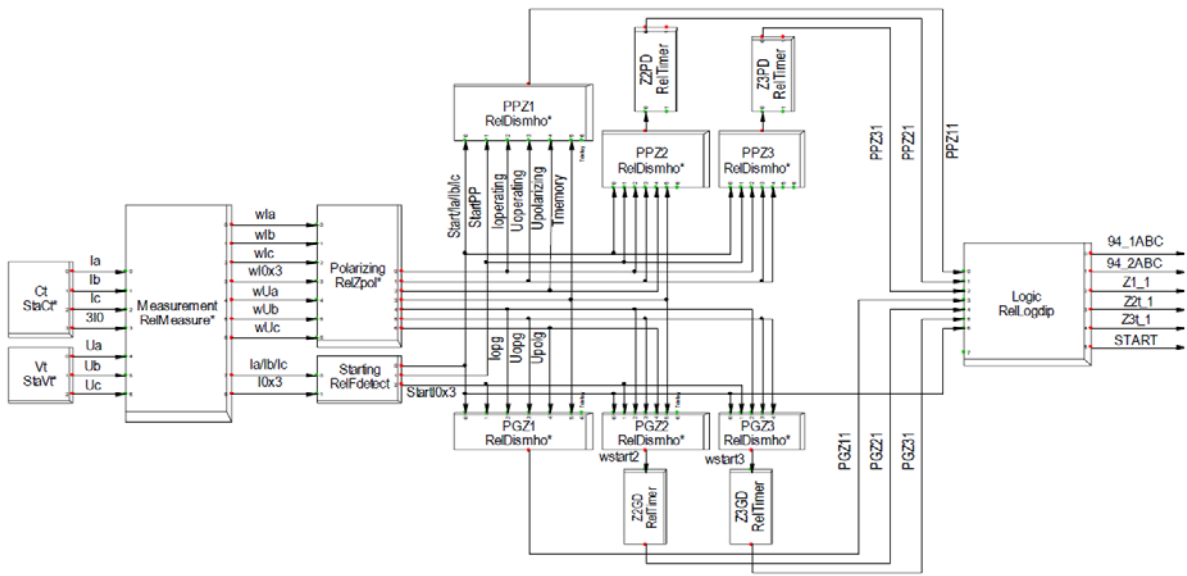 Ct
StaCt*
Ia
Ib
Ic
3I0
Vt
StaVt*
Ua
Ub
Uc
Measurement
RelMeasure*
wIa
wIb
wIc
wI0x3
wUa
wUb
wUc
Ia/Ib/Ic
I0x3
Polarizing
RelZpol*
Starting
RelFdetect
StartI0x3
PPZ1
RelDismho*
Start/Ia/Ib/Ic
StartPP
Ioperating
Uoperating
Upolarizing
Tmemory
Iopg
Uopg
Upolg
Z2PD
RelTimer
Z3PD
RelTimer
PPZ2
RelDismho*
PPZ3
RelDismho*
PGZ1
RelDismho*
PGZ2
RelDismho*
PGZ3
RelDismho*
wstart2
wstart3
Z2GD
RelTimer
Z3GD
RelTimer
PPZ31
PPZ21
PPZ11
PGZ11
PGZ21
PGZ31
Logic
RelLogdip
94_1ABC
94_2ABC
Z1_1
Z2t_1
Z3t_1
START